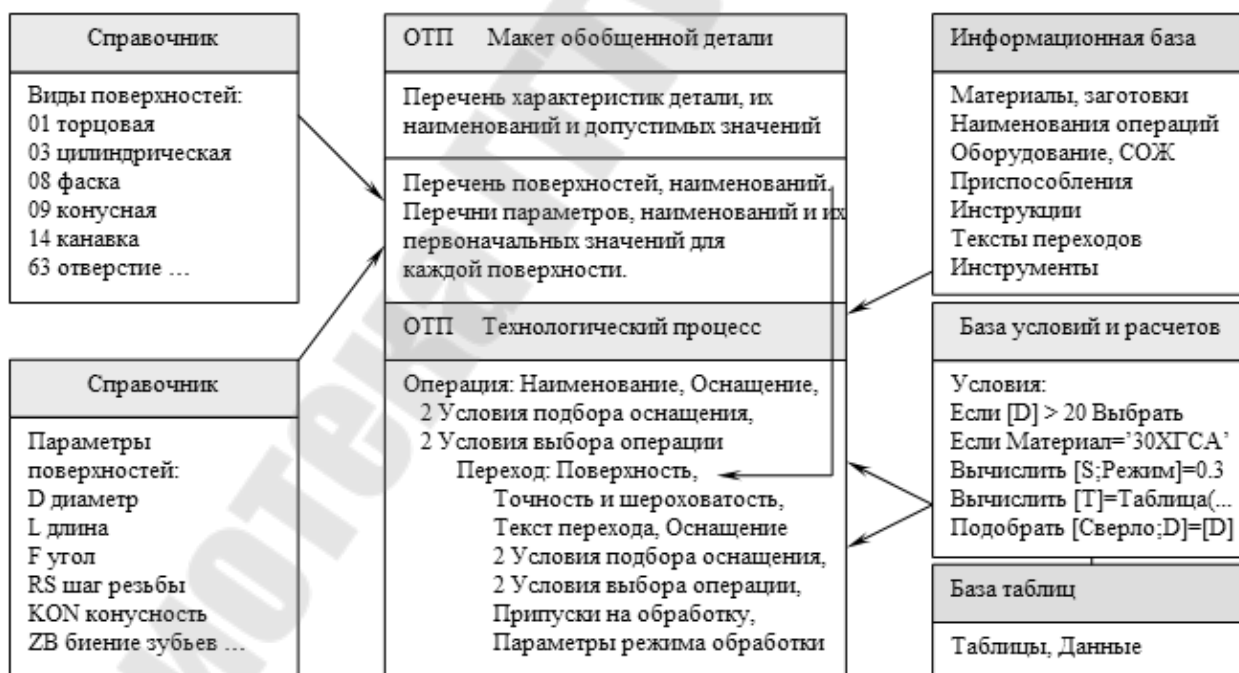 Справочник
Виды поверхностей:
01 торцовая
03 цилиндрическая
08 фаска
09 конусная
14 канавка
63 отверстие ...
Справочник
Параметры
поверхностей:
D диаметр
L длина
F угол
RS шаг резьбы
KON конусность
ZB биение зубьев ...
ОТП Макет обобщенной детали
Перечень характеристик детали, их
наименований и допустимых значений
Перечень поверхностей, наименований.
Перечни параметров, наименований и их
первоначальных значений для
каждой поверхности.
ОТП Технологический процесс
Операция: Наименование, Оснащение,
2 Условия подбора оснащения,
2 Условия выбора операции
Переход: Поверхность,
Точность и шероховатость,
Текст перехода, Оснащение
2 Условия подбора оснащения,
2 Условия выбора операции,
Припуски на обработку,
Параметры режима обработки
Информационная база
Материалы, заготовки
Наименования операций
Оборудование, СОЖ
Приспособления
Инструкции
Тексты переходов
Инструменты
База условий и расчетов
Условия:
Если [D] > 20 Выбрать
Если Материал=’30ХГСА’
Вычислить [S;Режим]=0.3
Вычислить [T]=Таблица(...
Подобрать [Сверло;D]=[D]
База таблиц
Таблицы, Данные